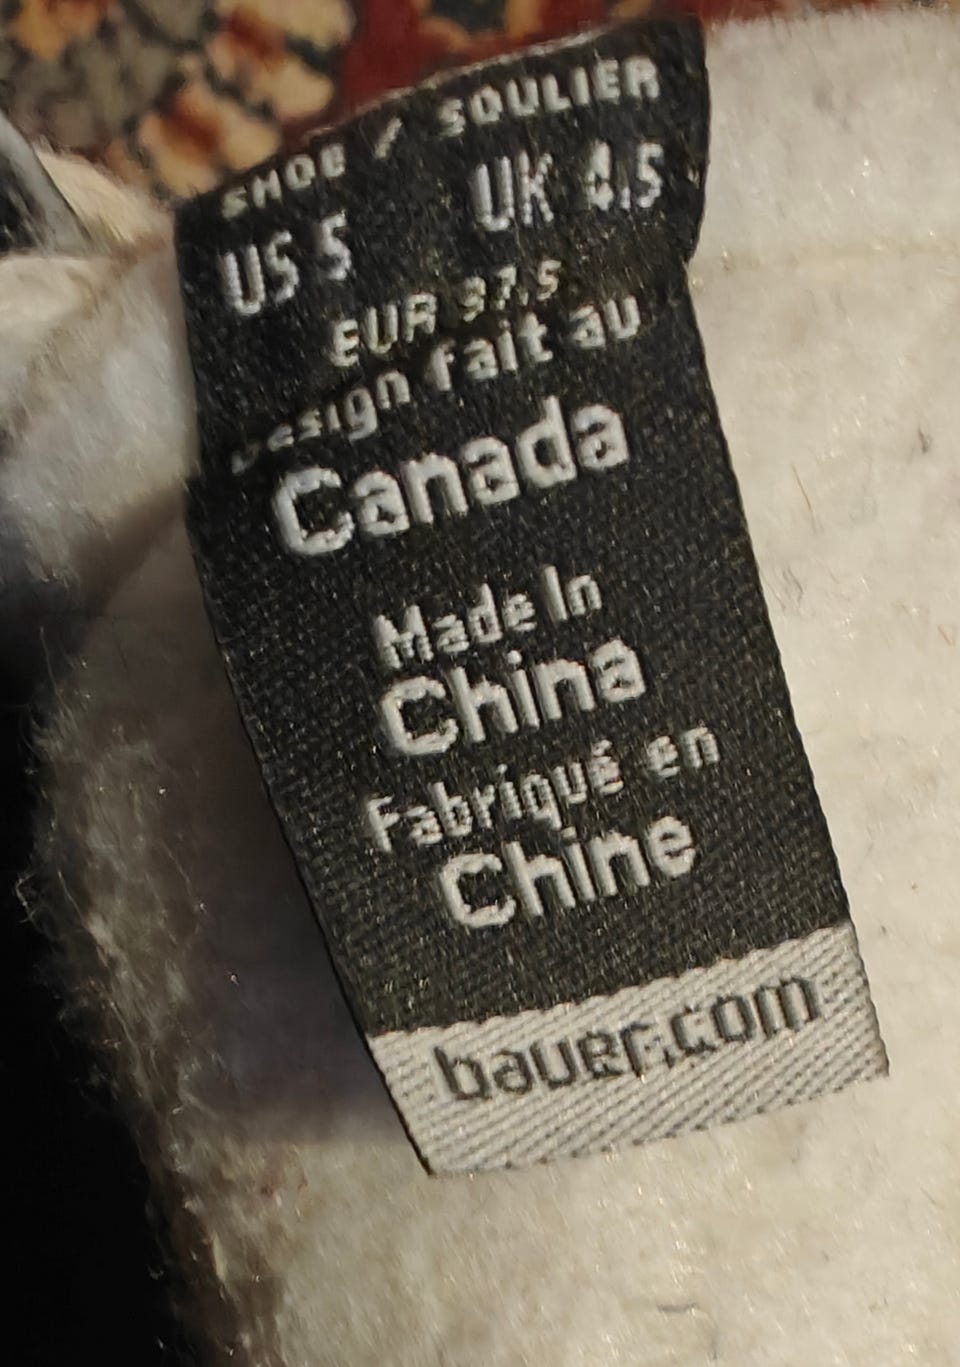 SHOE / SOULIER
US 5 UK 4.5
EUR 37.5
Design fait au
Canada
Made In
China
Fabriqué en
Chine
bauer.com